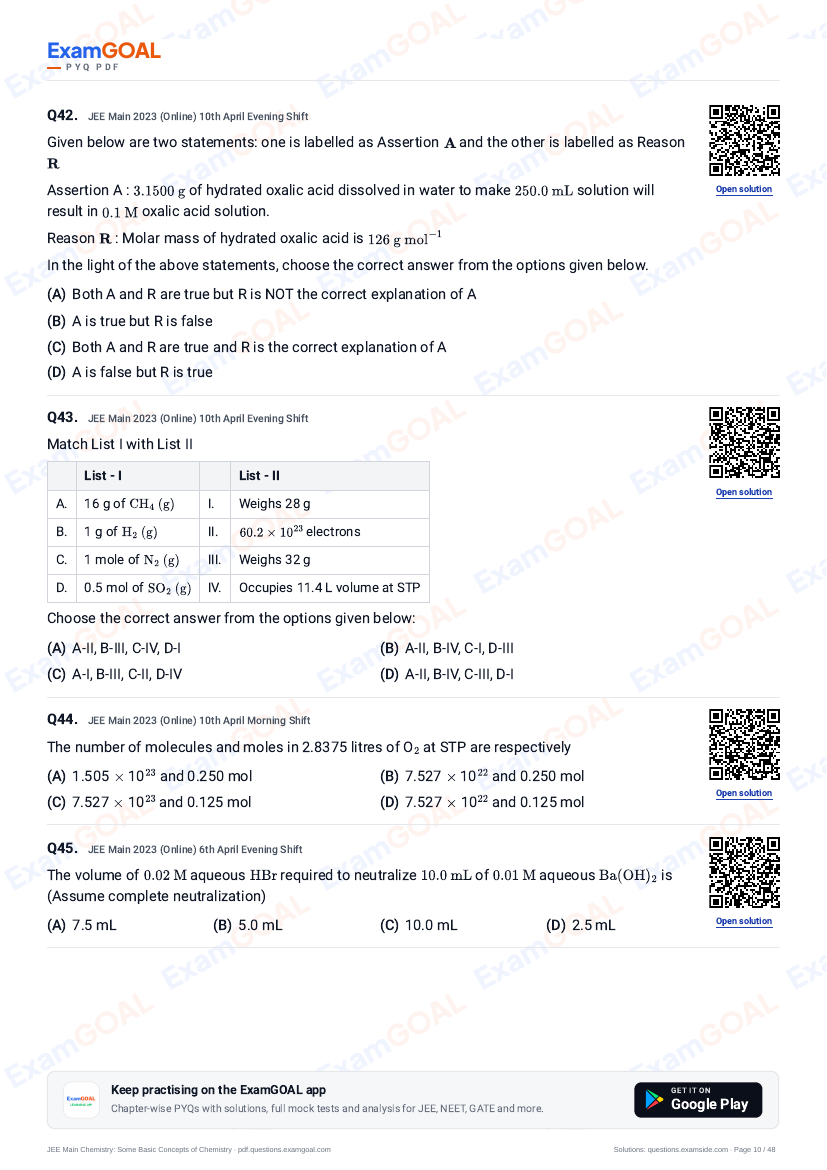 ExamGOAL
PYQ PDF
Q42. JEE Main 2023 (Online) 10th April Evening Shift
Given below are two statements: one is labelled as Assertion A and the other is labelled as Reason
R
Assertion A : 3.1500 g of hydrated oxalic acid dissolved in water to make 250.0 mL solution will
result in 0.1 M oxalic acid solution.
Reason R : Molar mass of hydrated oxalic acid is 126 g mol⁻¹
In the light of the above statements, choose the correct answer from the options given below.
(A) Both A and R are true but R is NOT the correct explanation of A
(B) A is true but R is false
(C) Both A and R are true and R is the correct explanation of A
(D) A is false but R is true
Open solution
Q43. JEE Main 2023 (Online) 10th April Evening Shift
Match List I with List II
List - I List - II
A. 16 g of CH₄ (g) I. Weighs 28 g
B. 1 g of H₂ (g) II. 60.2 × 10²³ electrons
C. 1 mole of N₂ (g) III. Weighs 32 g
D. 0.5 mol of SO₂ (g) IV. Occupies 11.4 L volume at STP
Choose the correct answer from the options given below:
(A) A-II, B-III, C-IV, D-I (B) A-II, B-IV, C-I, D-III
(C) A-I, B-III, C-II, D-IV (D) A-II, B-IV, C-III, D-I
Open solution
Q44. JEE Main 2023 (Online) 10th April Morning Shift
The number of molecules and moles in 2.8375 litres of O₂ at STP are respectively
(A) 1.505 × 10²³ and 0.250 mol (B) 7.527 × 10²² and 0.250 mol
(C) 7.527 × 10²³ and 0.125 mol (D) 7.527 × 10²² and 0.125 mol
Open solution
Q45. JEE Main 2023 (Online) 6th April Evening Shift
The volume of 0.02 M aqueous HBr required to neutralize 10.0 mL of 0.01 M aqueous Ba(OH)₂ is
(Assume complete neutralization)
(A) 7.5 mL (B) 5.0 mL (C) 10.0 mL (D) 2.5 mL
Open solution
ExamGOAL
Keep practising on the ExamGOAL app
Chapter-wise PYQs with solutions, full mock tests and analysis for JEE, NEET, GATE and more.
GET IT ON
Google Play
JEE Main Chemistry: Some Basic Concepts of Chemistry · pdf.questions.examgoal.com
Solutions: questions.examside.com · Page 10 / 48